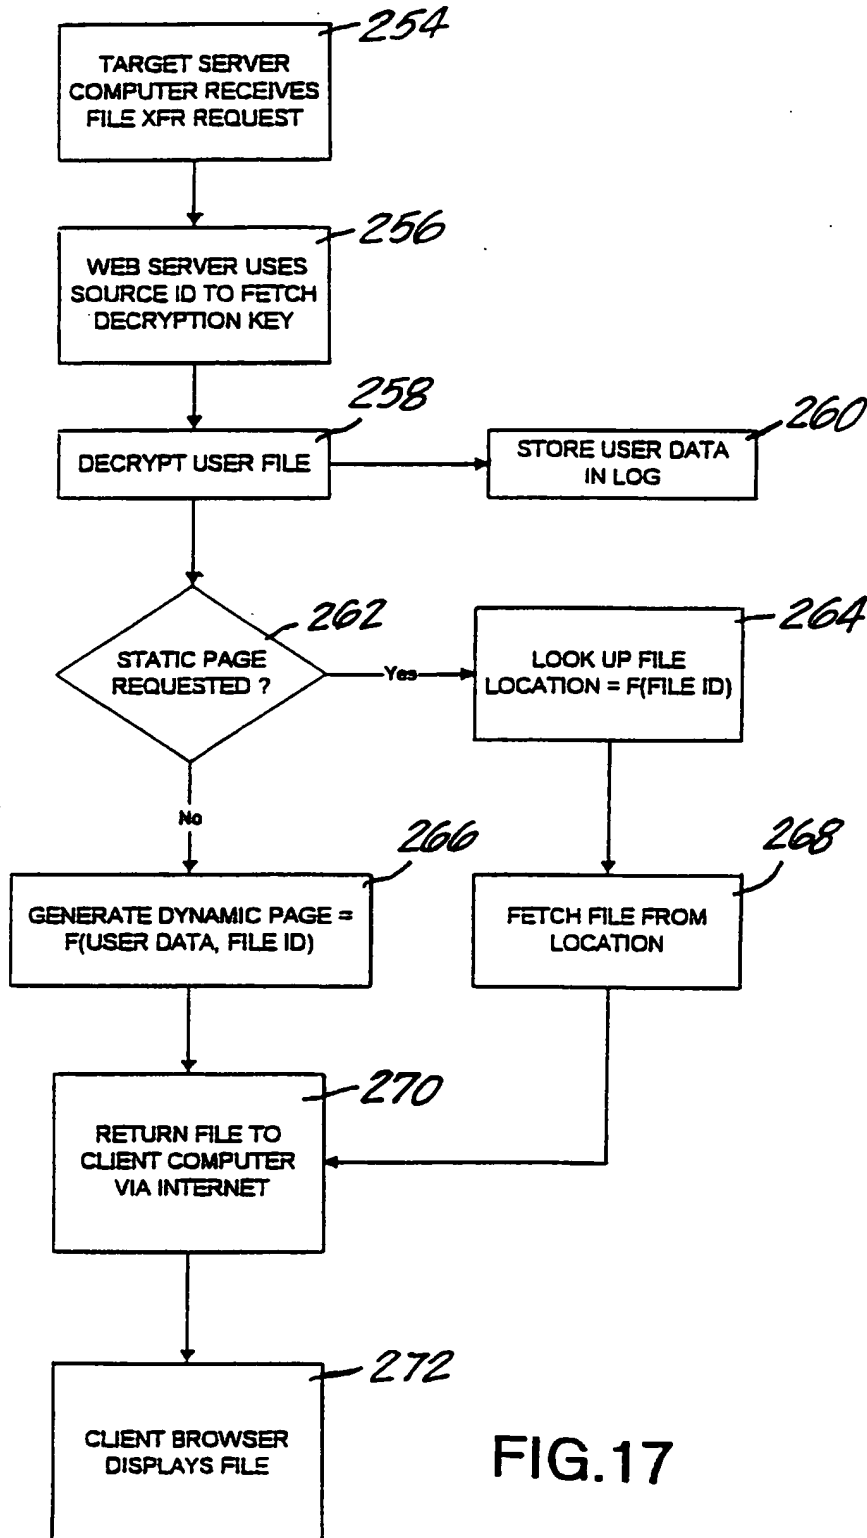 254
TARGET SERVER
COMPUTER RECEIVES
FILE XFR REQUEST
256
WEB SERVER USES
SOURCE ID TO FETCH
DECRYPTION KEY
258
DECRYPT USER FILE
260
STORE USER DATA
IN LOG
262
STATIC PAGE
REQUESTED ?
Yes
264
LOOK UP FILE
LOCATION = F(FILE ID)
No
266
GENERATE DYNAMIC PAGE =
F(USER DATA, FILE ID)
268
FETCH FILE FROM
LOCATION
270
RETURN FILE TO
CLIENT COMPUTER
VIA INTERNET
272
CLIENT BROWSER
DISPLAYS FILE
FIG.17